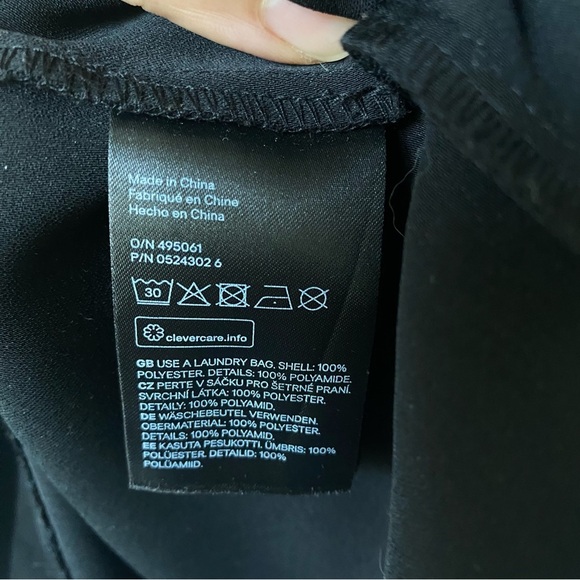 Made in China
Fabriqué en Chine
Hecho en China
O/N 495061
P/N 0524302 6
30
clevercare.info
GB USE A LAUNDRY BAG. SHELL: 100%
POLYESTER. DETAILS: 100% POLYAMIDE.
CZ PERTE V SÁČKU PRO ŠETRNÉ PRANÍ.
SVRCHNÍ LÁTKA: 100% POLYESTER.
DETAILY: 100% POLYAMID.
DE WÄSCHEBEUTEL VERWENDEN.
OBERMATERIAL: 100% POLYESTER.
DETAILS: 100% POLYAMID.
EE KASUTA PESUKOTTI. ÜMBRIS: 100%
POLÜESTER. DETAILID: 100%
POLÜAMIID.